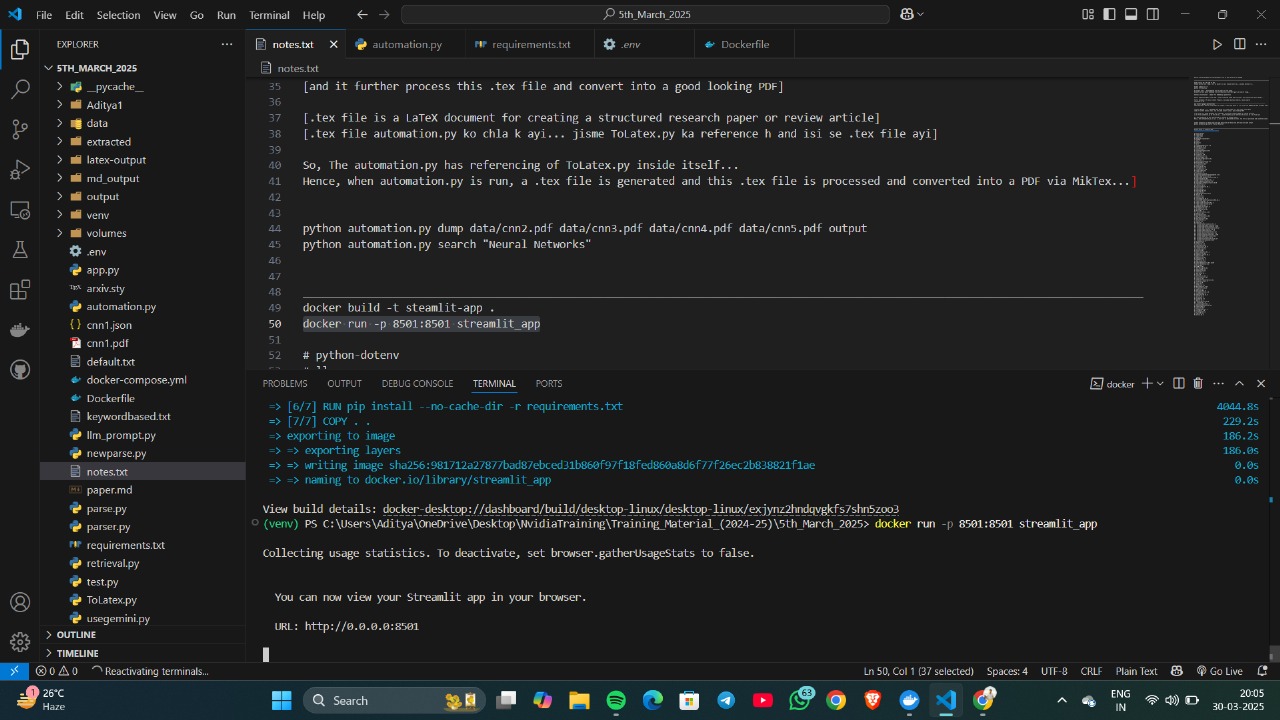 File Edit Selection View Go Run Terminal Help
5th_March_2025
EXPLORER
5TH_MARCH_2025
__pycache__
Aditya1
data
extracted
latex-output
md_output
output
venv
volumes
.env
app.py
arxiv.sty
automation.py
cnn1.json
cnn1.pdf
default.txt
docker-compose.yml
Dockerfile
keywordbased.txt
llm_prompt.py
newparse.py
notes.txt
paper.md
parse.py
parser.py
requirements.txt
retrieval.py
test.py
ToLatex.py
usegemini.py
OUTLINE
TIMELINE
notes.txt automation.py requirements.txt .env Dockerfile
notes.txt
35 [and it further process this .tex file and convert into a good looking PDF]
36
37 [.tex file is a LaTeX document representing a structured research paper or survey article]
38 [.tex file automation.py ko chlane pe aayi... jisme ToLatex.py ka reference h and iri se .tex file ayi]
39
40 So, the automation.py has referencing of Tolatex.py inside itself...
41 Hence, when automation.py is ran, a .tex file is generated and this .tex file is processed and converted into a PDF via MikTex...]
42
43
44 python automation.py dump data/cnn2.pdf data/cnn3.pdf data/cnn4.pdf data/cnn5.pdf output
45 python automation.py search "Neural Networks"
46
47
48
49 docker build -t steamlit-app .
50 docker run -p 8501:8501 streamlit_app
51
52 # python-dotenv
PROBLEMS OUTPUT DEBUG CONSOLE TERMINAL PORTS
docker
=> [6/7] RUN pip install --no-cache-dir -r requirements.txt 4044.8s
=> [7/7] COPY . . 229.2s
=> exporting to image 186.2s
=> => exporting layers 186.0s
=> => writing image sha256:981712a27877bad87ebced31b860f97f18fed860a8d6f77f26ec2b838821f1ae 0.0s
=> => naming to docker.io/library/streamlit_app 0.0s
View build details: docker-desktop://dashboard/build/desktop-linux/desktop-linux/exjynz2hndqvgkfs7shn5zoo3
(venv) PS C:\Users\Aditya\OneDrive\Desktop\NvidiaTraining\Training_Material_(2024-25)\5th_March_2025> docker run -p 8501:8501 streamlit_app
Collecting usage statistics. To deactivate, set browser.gatherUsageStats to false.
You can now view your Streamlit app in your browser.
URL: http://0.0.0.0:8501
0 0 Reactivating terminals... Ln 50, Col 1 (37 selected) Spaces: 4 UTF-8 CRLF Plain Text Go Live
1 26°C Haze
Search
63
ENG IN
20:05
30-03-2025